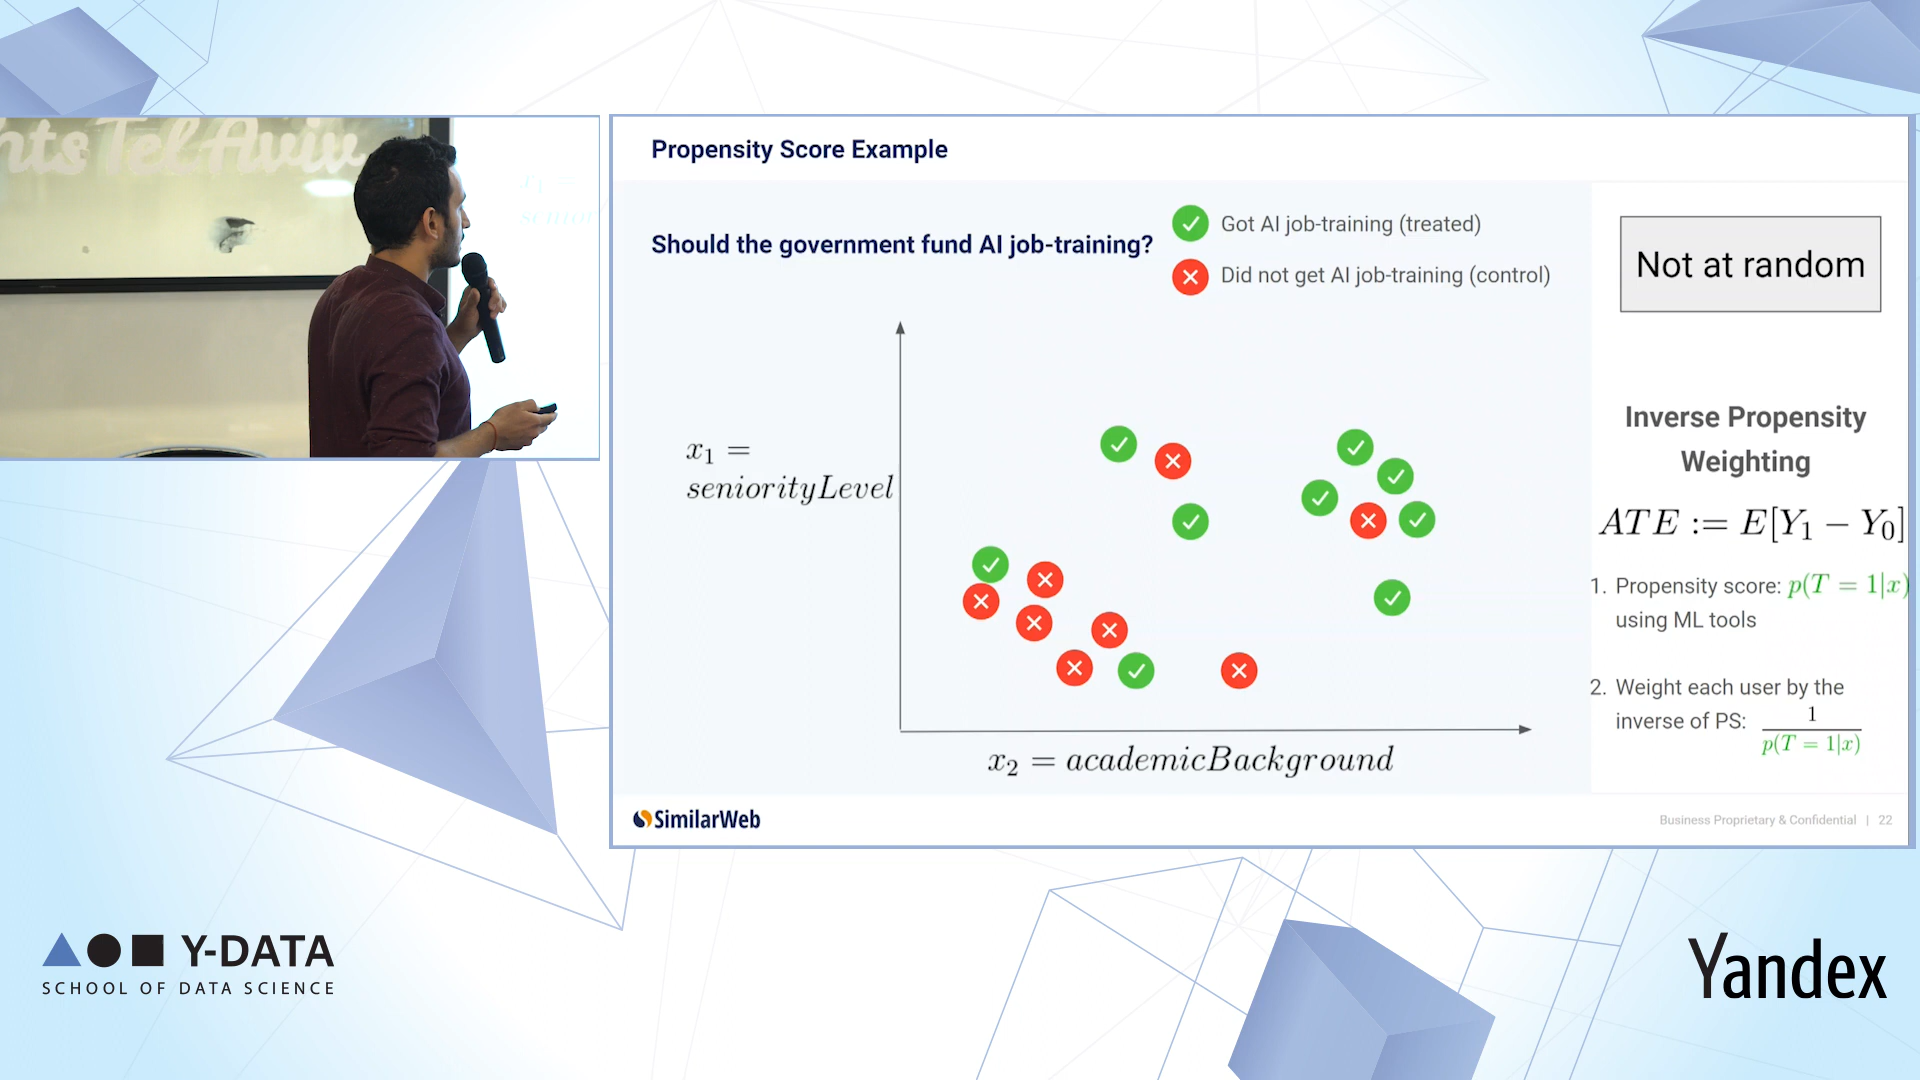 Tel Aviv
Propensity Score Example
Should the government fund AI job-training?
Got AI job-training (treated)
Did not get AI job-training (control)
Not at random
x₁ =
seniorityLevel
x₂ = academicBackground
Inverse Propensity
Weighting
ATE := E[Y₁ − Y₀]
1. Propensity score: p(T = 1|x)
using ML tools
2. Weight each user by the
inverse of PS: 1/p(T = 1|x)
SimilarWeb
Business Proprietary & Confidential | 22
Y-DATA
SCHOOL OF DATA SCIENCE
Yandex